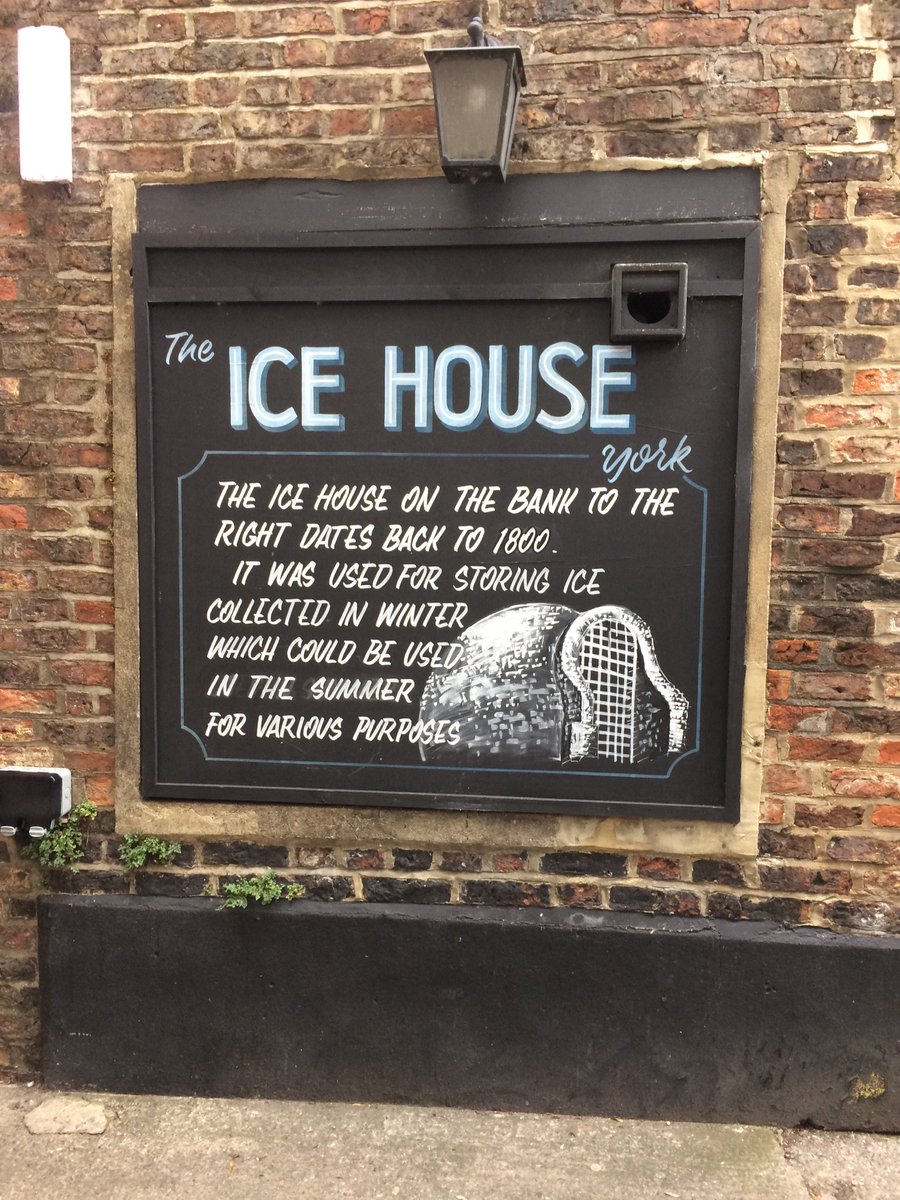 The ICE HOUSE
york
THE ICE HOUSE ON THE BANK TO THE
RIGHT DATES BACK TO 1800.
IT WAS USED FOR STORING ICE
COLLECTED IN WINTER
WHICH COULD BE USED
IN THE SUMMER
FOR VARIOUS PURPOSES